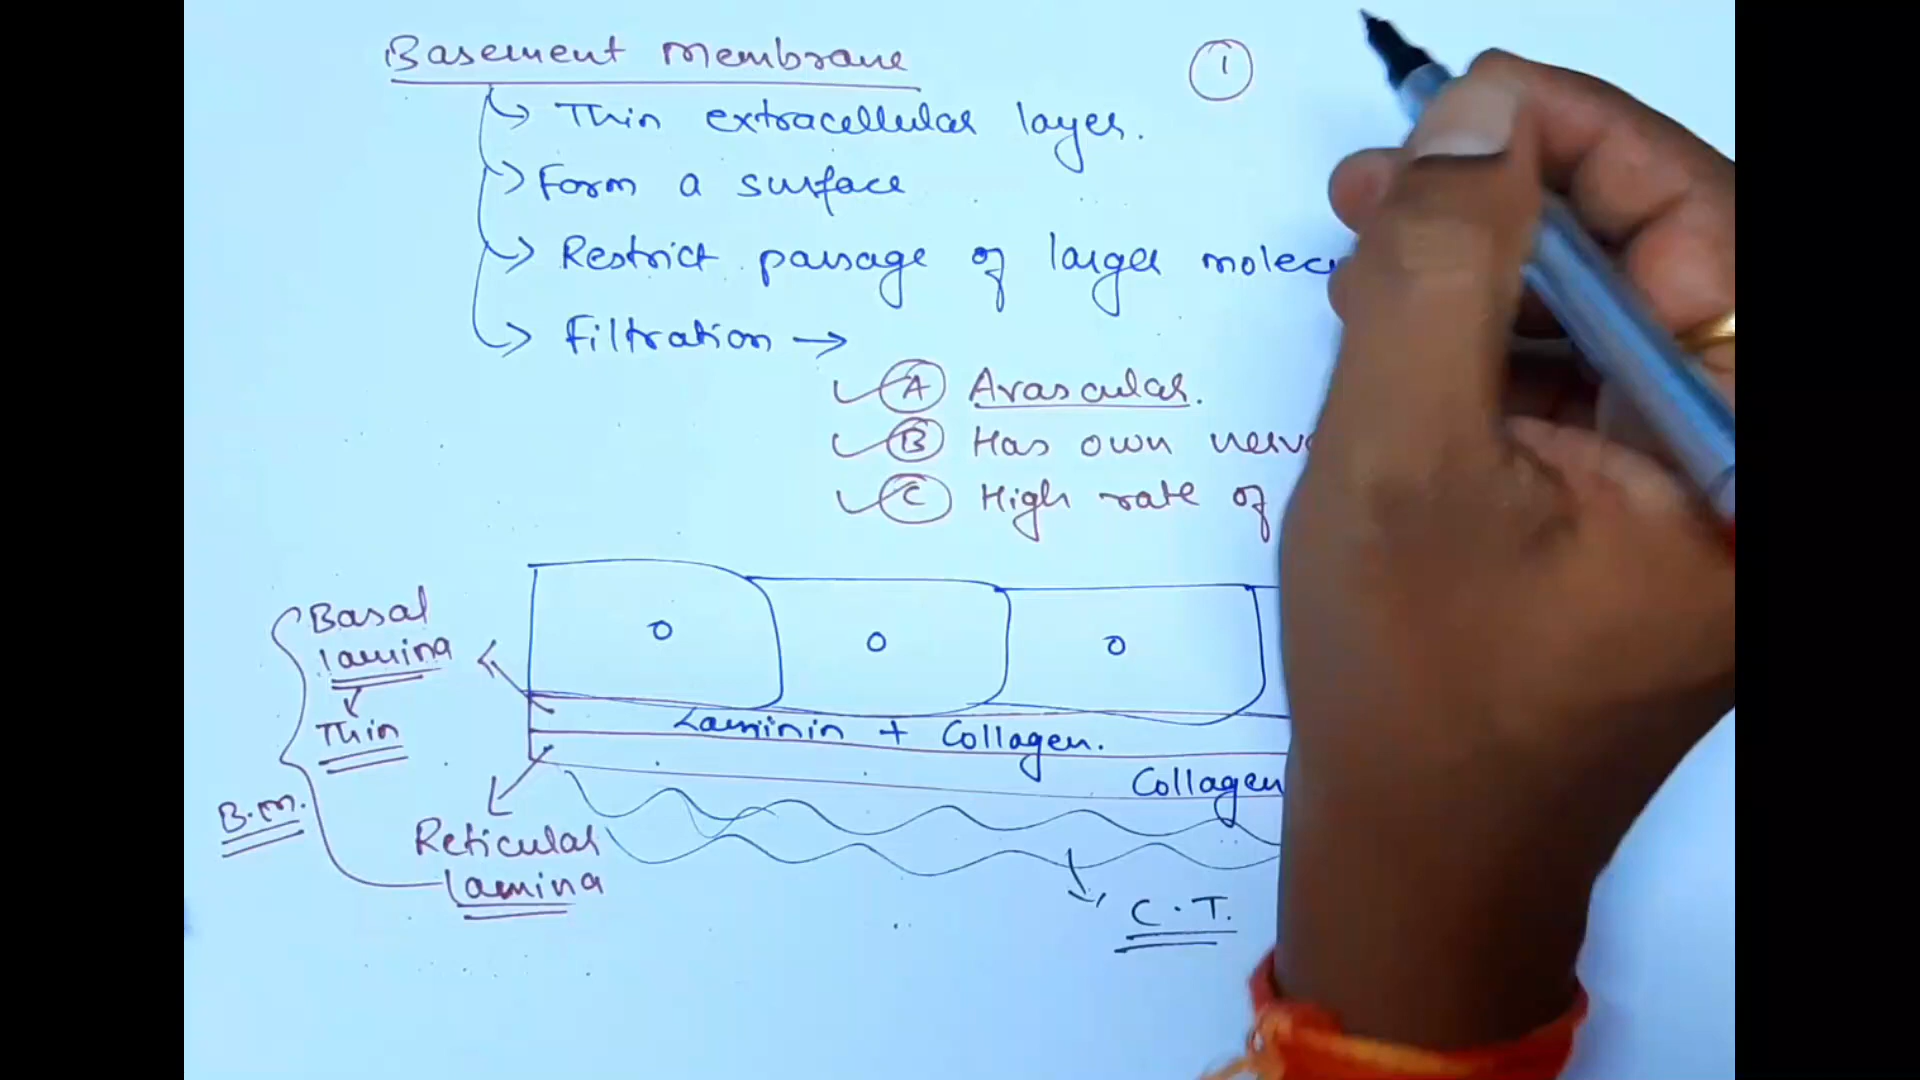 Basement Membrane
①
→ Thin extracellular layer.
→ Form a surface
→ Restrict passage of larger molec
→ Filtration →
Ⓐ Avascular.
Ⓑ Has own nerv
Ⓒ High rate of
Basal
lamina
Thin
Laminin + Collagen.
Collagen
B.M.
Reticular
lamina
C.T.